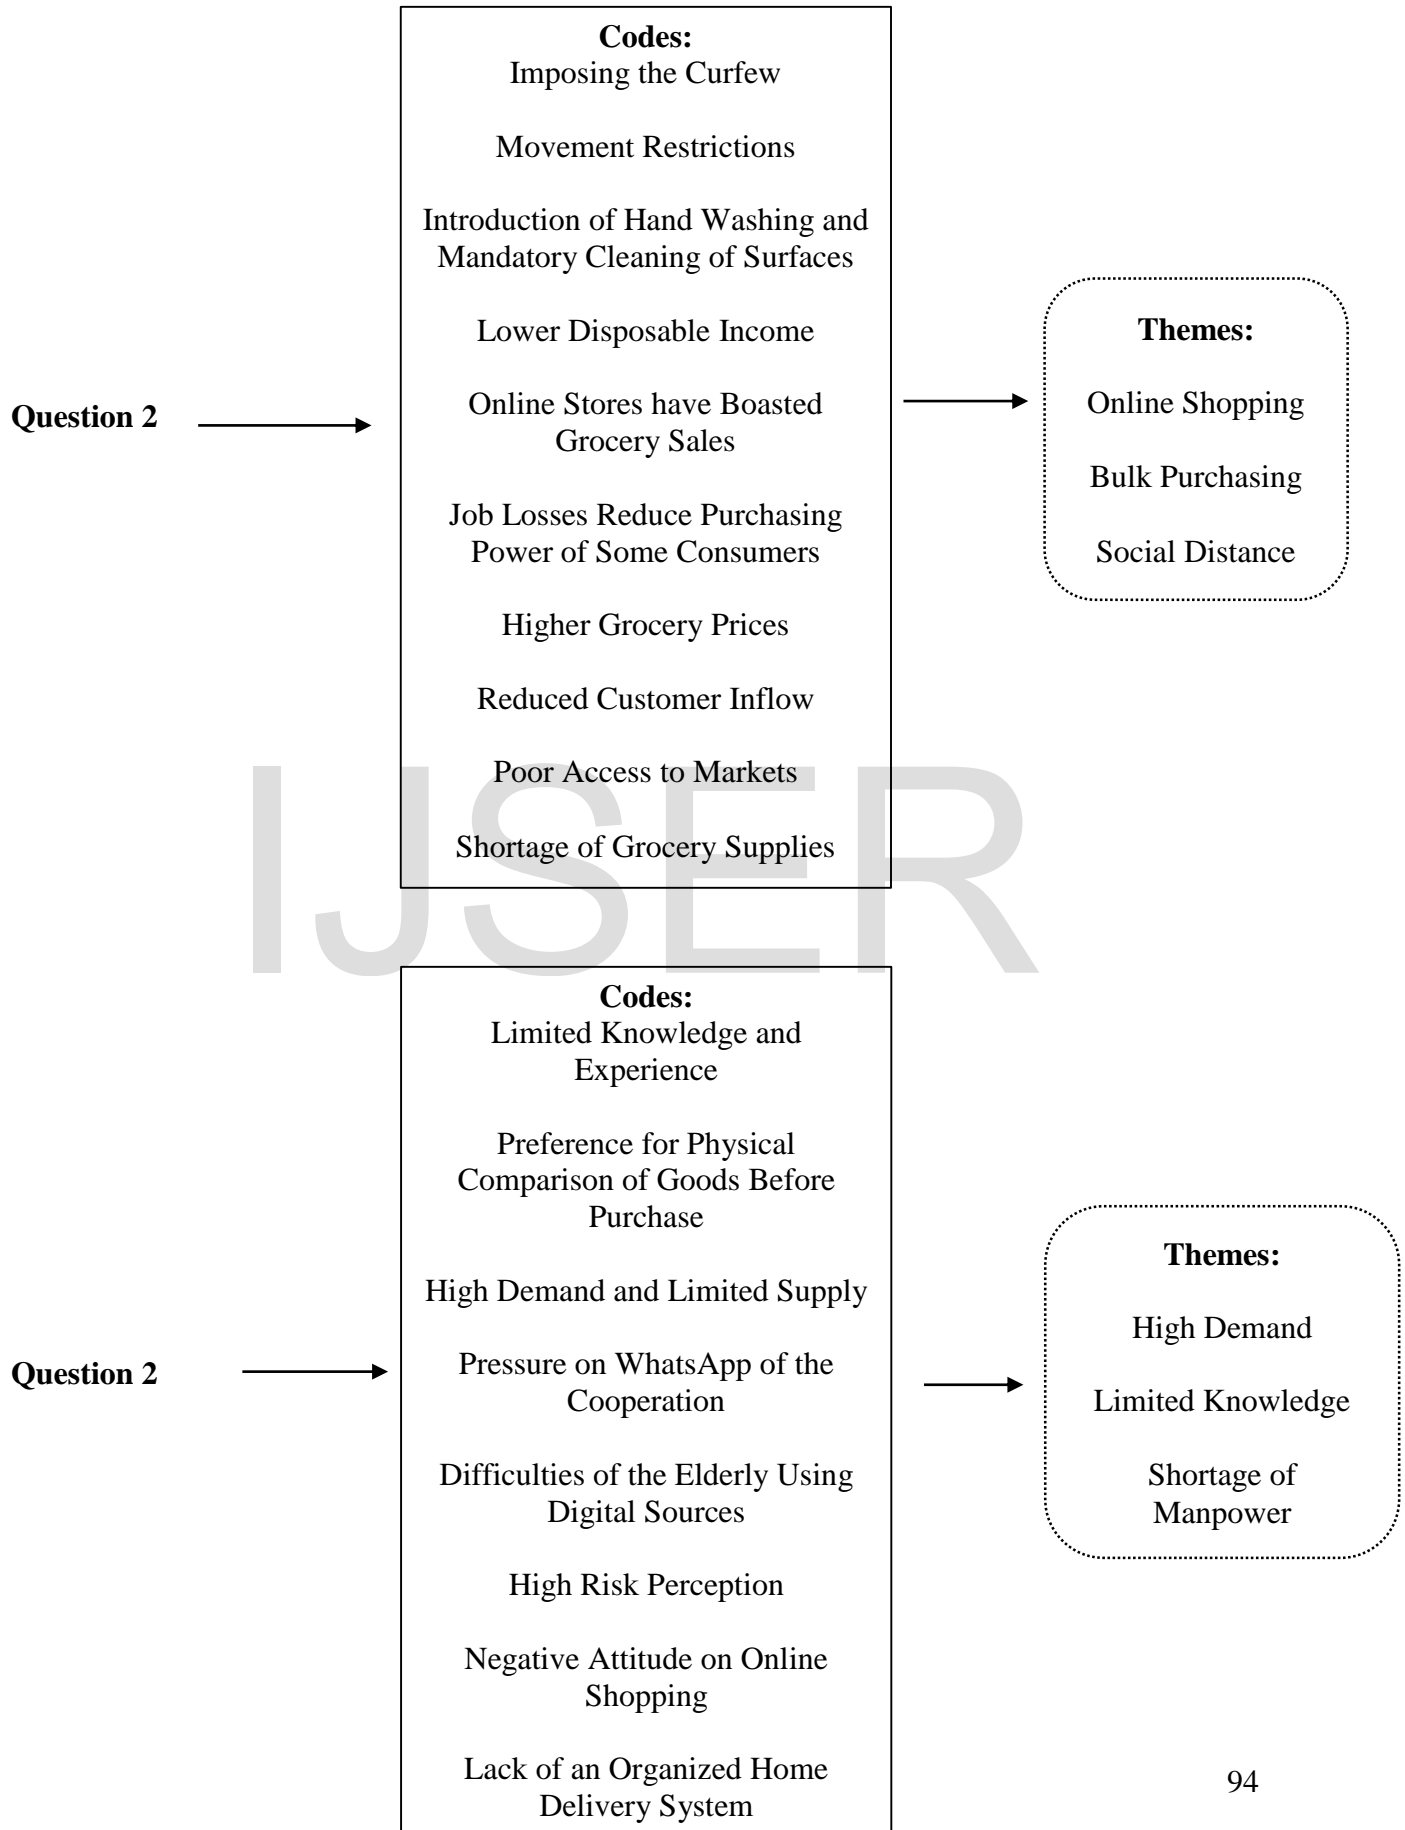 Question 2
Codes:
Imposing the Curfew
Movement Restrictions
Introduction of Hand Washing and
Mandatory Cleaning of Surfaces
Lower Disposable Income
Online Stores have Boasted
Grocery Sales
Job Losses Reduce Purchasing
Power of Some Consumers
Higher Grocery Prices
Reduced Customer Inflow
Poor Access to Markets
Shortage of Grocery Supplies
Themes:
Online Shopping
Bulk Purchasing
Social Distance
IJSER
Question 2
Codes:
Limited Knowledge and
Experience
Preference for Physical
Comparison of Goods Before
Purchase
High Demand and Limited Supply
Pressure on WhatsApp of the
Cooperation
Difficulties of the Elderly Using
Digital Sources
High Risk Perception
Negative Attitude on Online
Shopping
Lack of an Organized Home
Delivery System
Themes:
High Demand
Limited Knowledge
Shortage of
Manpower
94